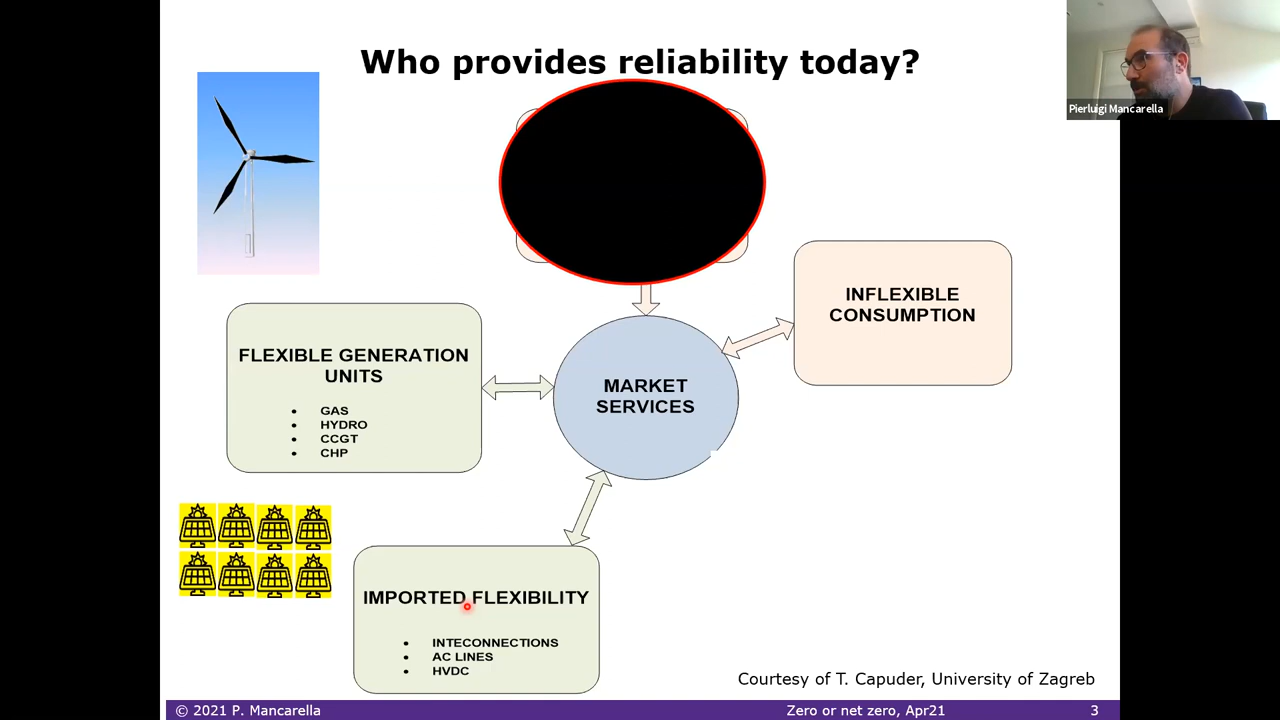 Who provides reliability today?
Pierluigi Mancarella
INFLEXIBLE
CONSUMPTION
FLEXIBLE GENERATION
UNITS
• GAS
• HYDRO
• CCGT
• CHP
MARKET
SERVICES
IMPORTED FLEXIBILITY
• INTECONNECTIONS
• AC LINES
• HVDC
Courtesy of T. Capuder, University of Zagreb
© 2021 P. Mancarella
Zero or net zero, Apr21
3